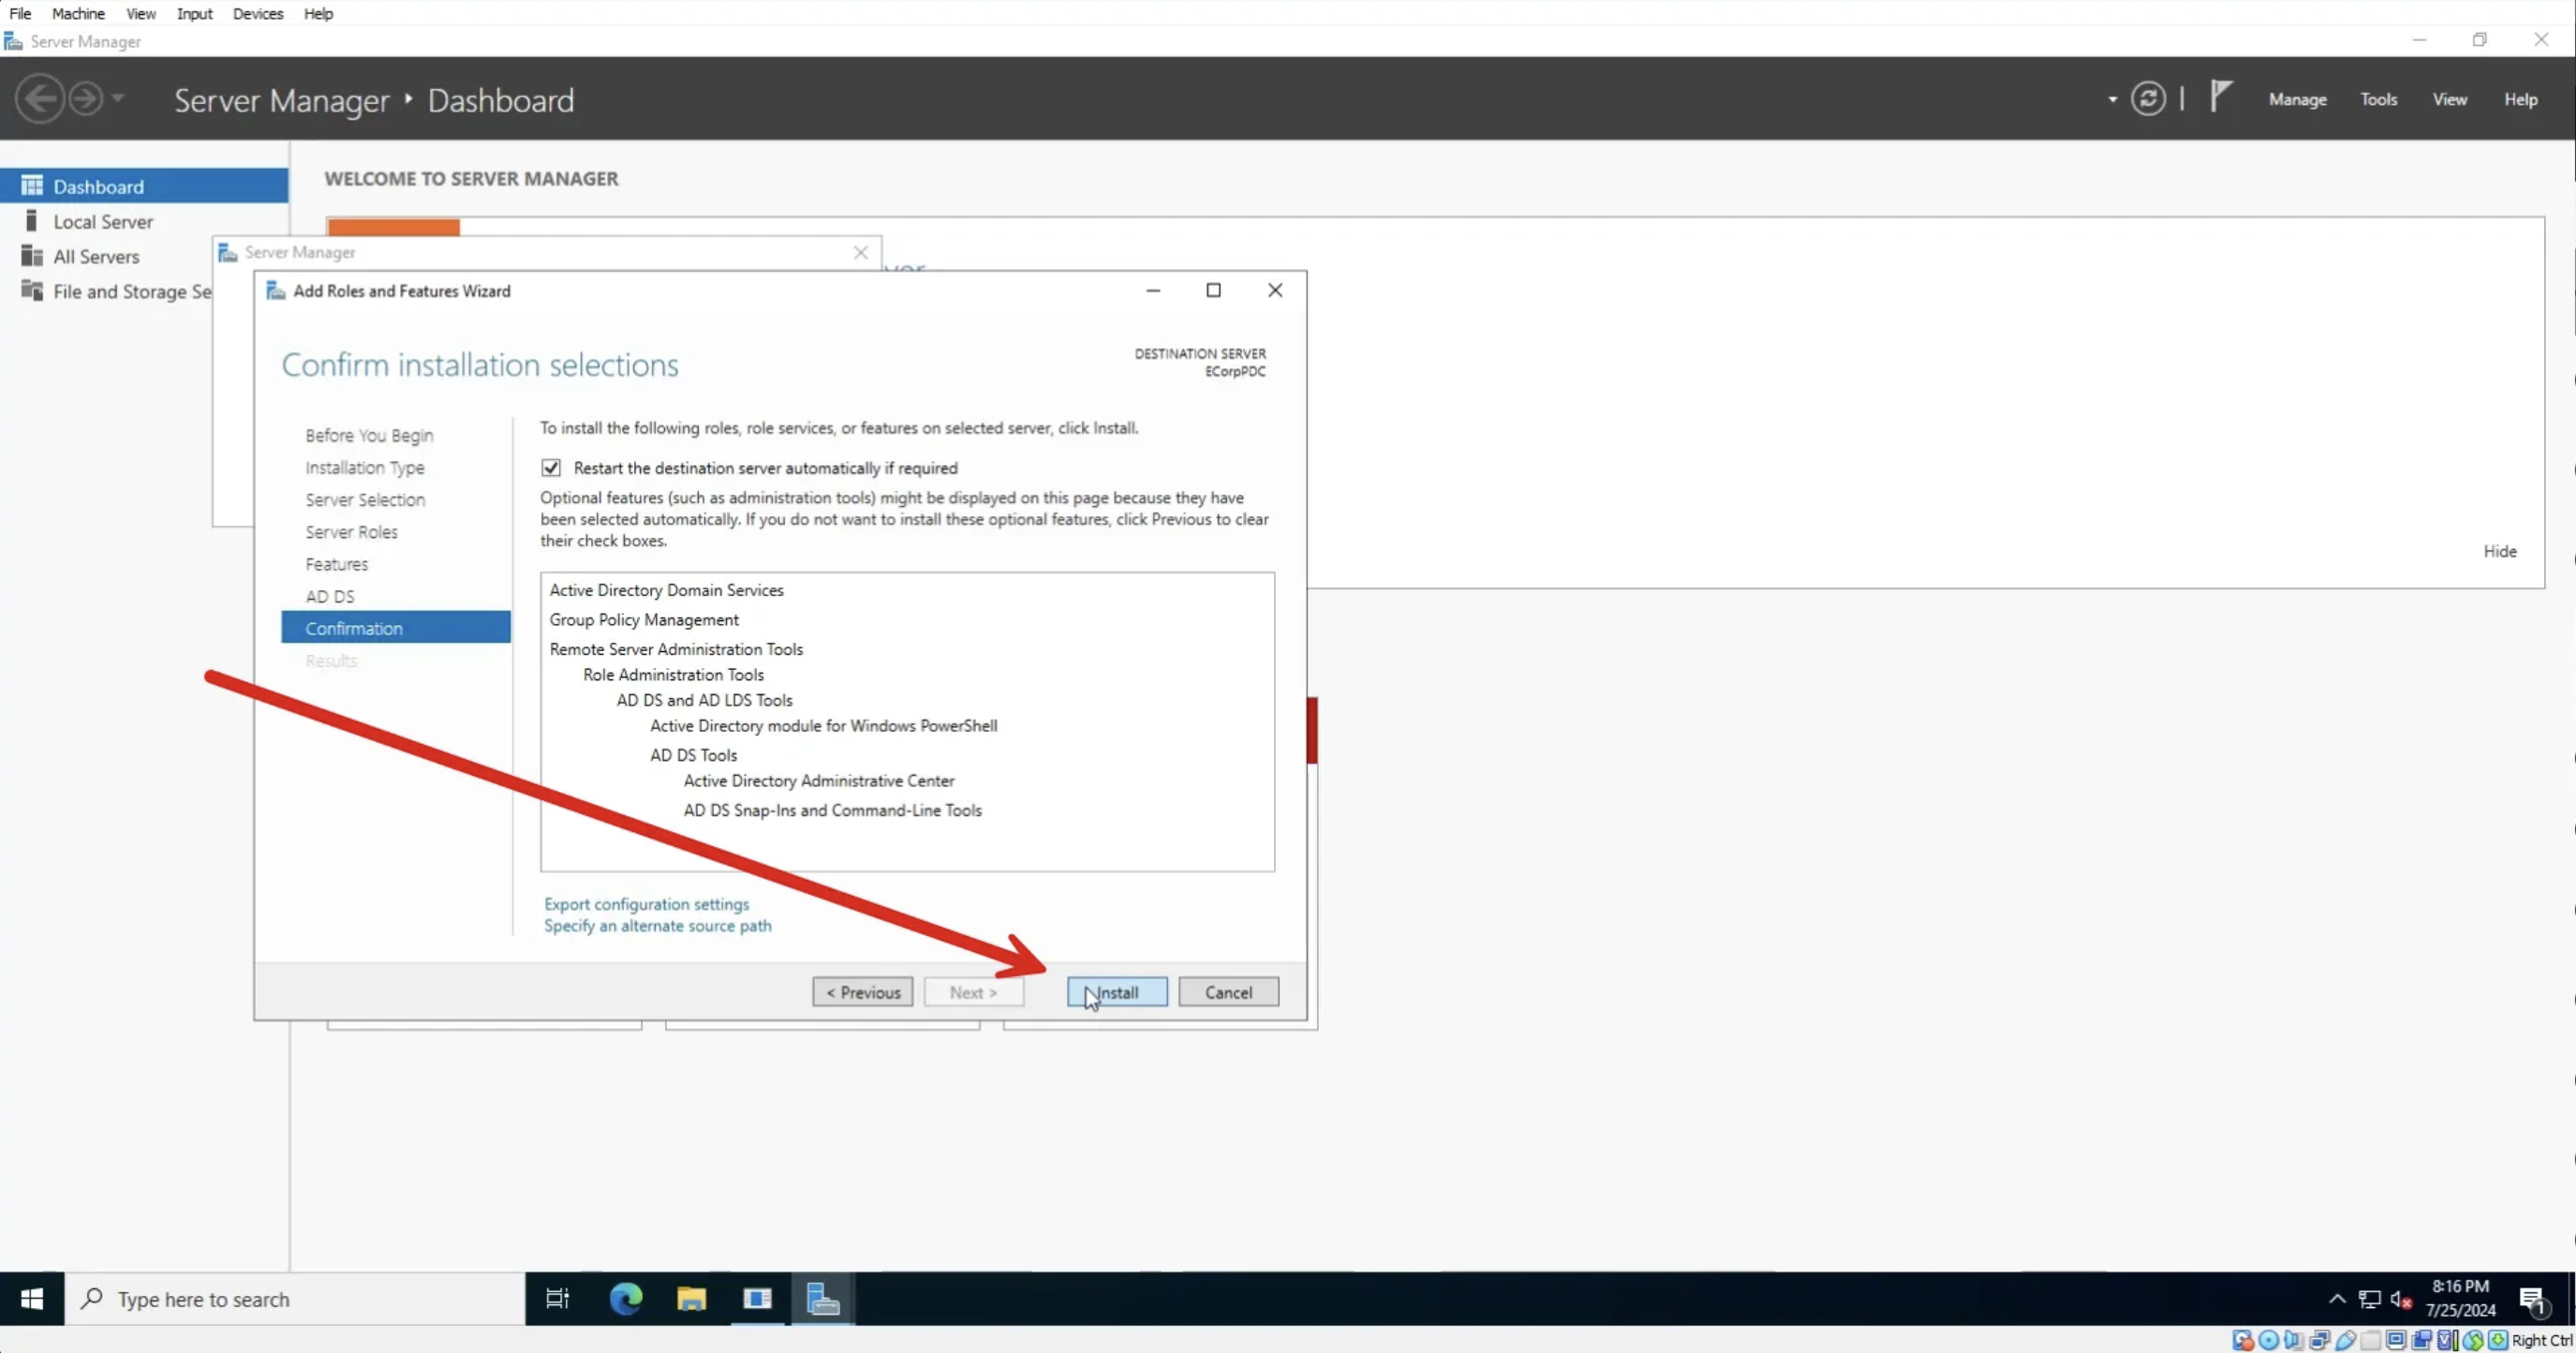 File Machine View Input Devices Help
Server Manager
Server Manager Dashboard
Manage Tools View Help
Dashboard
Local Server
All Servers
File and Storage Se
WELCOME TO SERVER MANAGER
Server Manager
Add Roles and Features Wizard
Confirm installation selections
DESTINATION SERVER
ECorpPDC
Before You Begin
Installation Type
Server Selection
Server Roles
Features
AD DS
Confirmation
Results
To install the following roles, role services, or features on selected server, click Install.
Restart the destination server automatically if required
Optional features (such as administration tools) might be displayed on this page because they have
been selected automatically. If you do not want to install these optional features, click Previous to clear
their check boxes.
Active Directory Domain Services
Group Policy Management
Remote Server Administration Tools
Role Administration Tools
AD DS and AD LDS Tools
Active Directory module for Windows PowerShell
AD DS Tools
Active Directory Administrative Center
AD DS Snap-Ins and Command-Line Tools
Export configuration settings
Specify an alternate source path
< Previous Next > Install Cancel
Hide
Type here to search
8:16 PM
7/25/2024
1
Right Ctrl